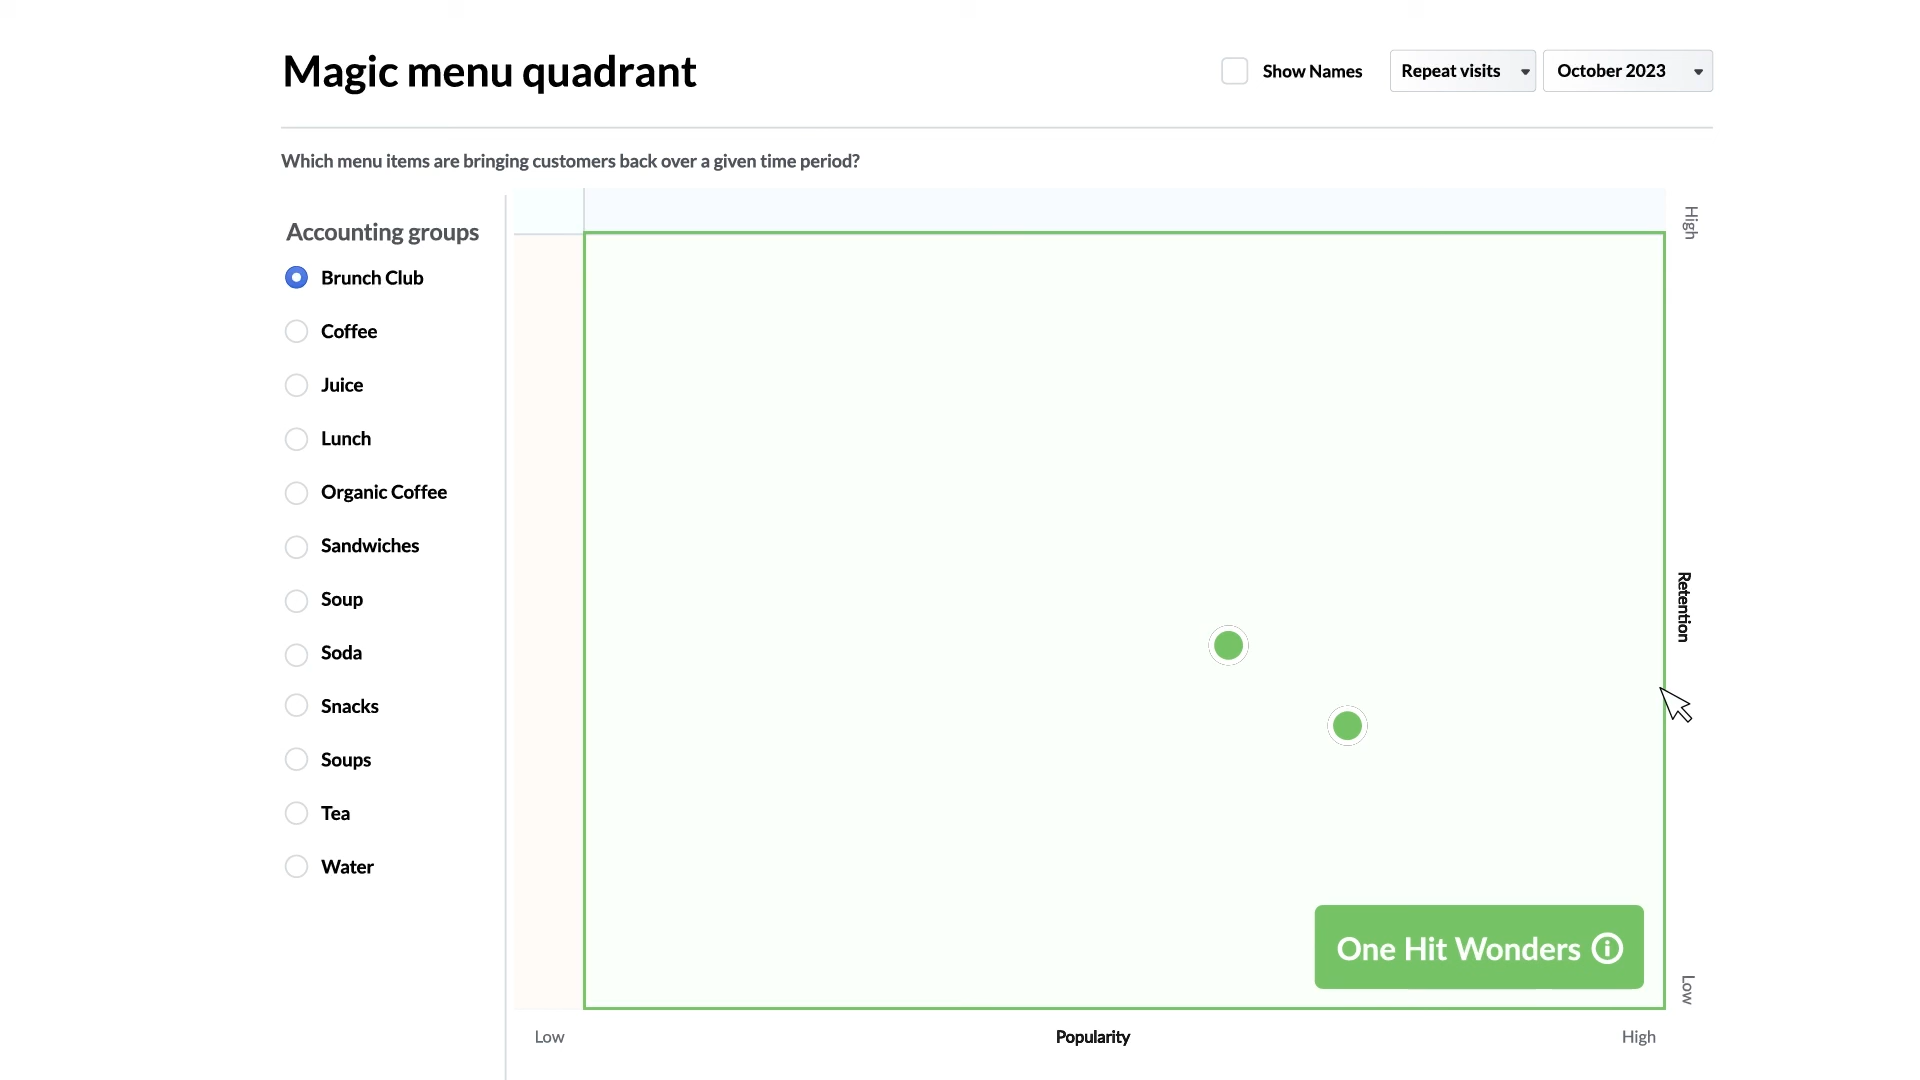 Magic menu quadrant
Show Names
Repeat visits
October 2023
Which menu items are bringing customers back over a given time period?
Accounting groups
Brunch Club
Coffee
Juice
Lunch
Organic Coffee
Sandwiches
Soup
Soda
Snacks
Soups
Tea
Water
High
Retention
Low
One Hit Wonders
Low
Popularity
High